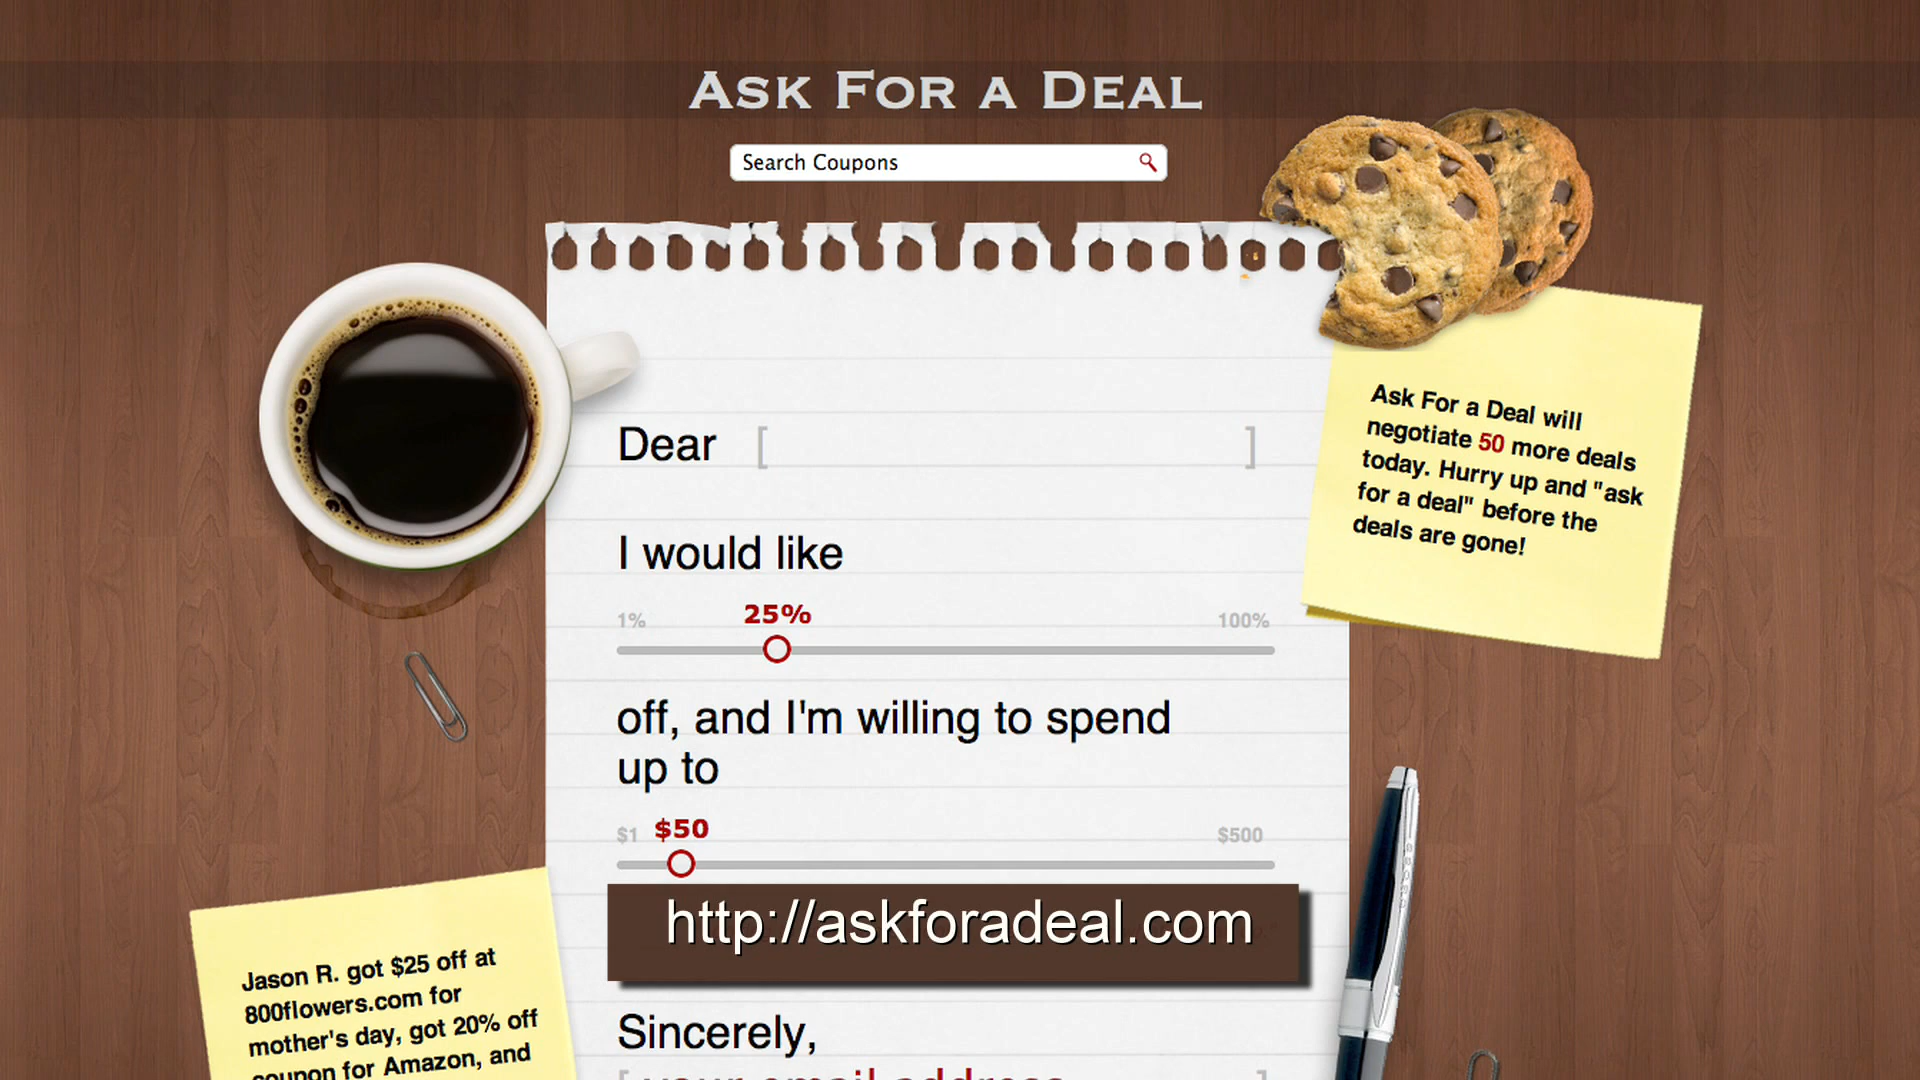 ASK FOR A DEAL
Search Coupons
Dear [ ]
I would like
1% 25% 100%
off, and I'm willing to spend
up to
$1 $50 $500
http://askforadeal.com
Sincerely,
[ your email address ]
Ask For a Deal will
negotiate 50 more deals
today. Hurry up and "ask
for a deal" before the
deals are gone!
Jason R. got $25 off at
800flowers.com for
mother's day, got 20% off
coupon for Amazon, and